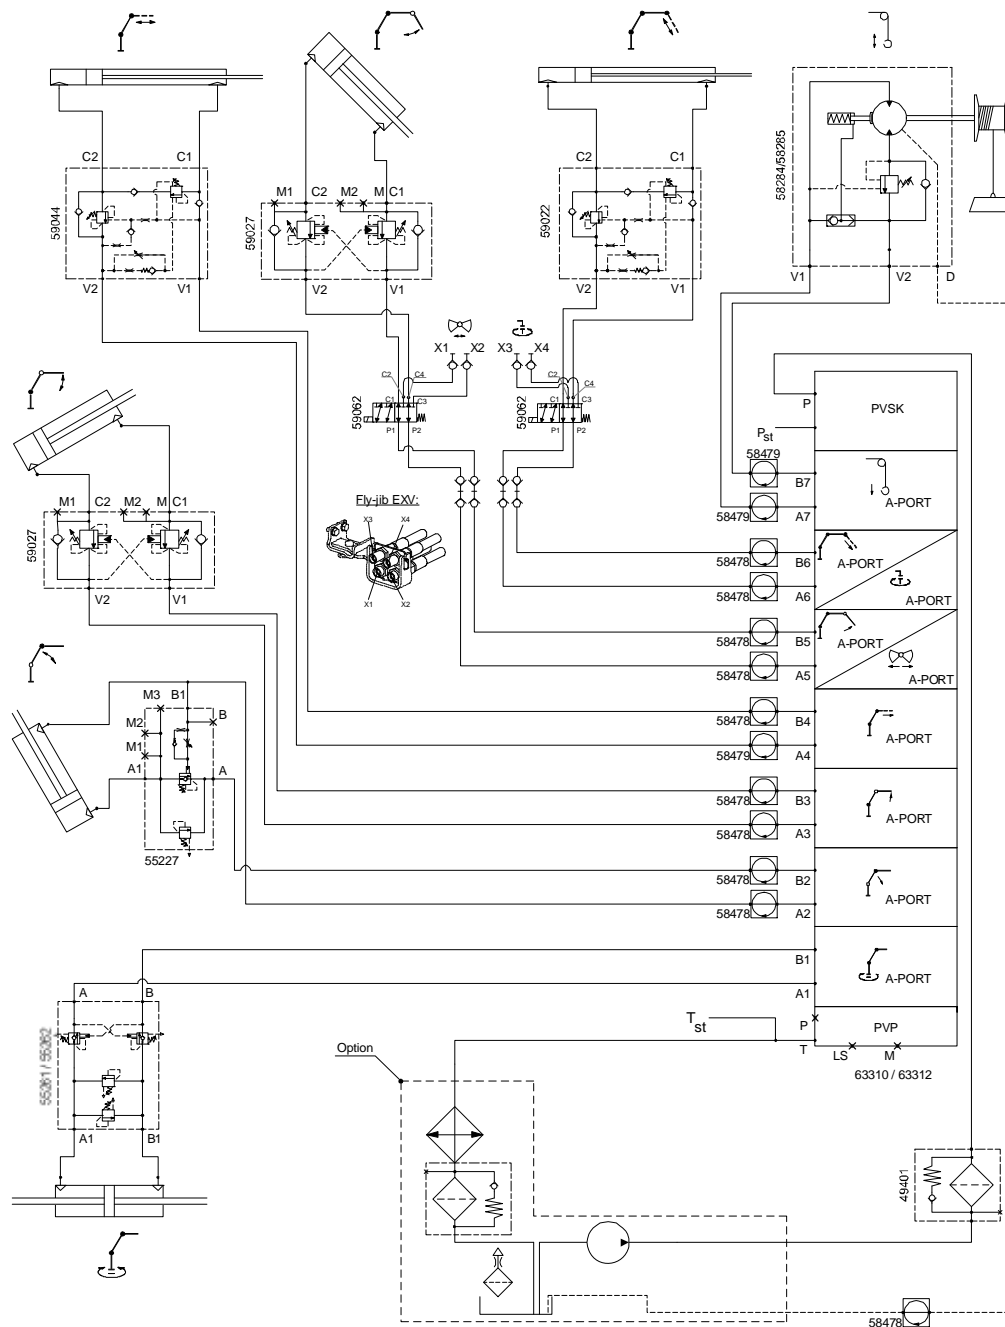 C2 C1
59044
V2 V1
M1 C2 M2 M C1
59027
V2 V1
C2 C1
59022
V2 V1
58284/58285
V1 V2 D
X1 X2
X3 X4
C2 C4
C1 C3
59062
P1 P2
C2 C4
C1 C3
59062
P1 P2
Fly-jib EXV:
X3 X4
X1 X2
M1 C2 M2 M C1
59027
V2 V1
M3 B1
M2 B
M1
A1 A
55227
P
PVSK
Pst
58479
B7
A-PORT
58479 A7
58478 B6
A-PORT
58478 A6
A-PORT
58478 B5
A-PORT
58478 A5
A-PORT
58478 B4
A-PORT
58479 A4
58478 B3
A-PORT
58478 A3
58478 B2
A-PORT
58478 A2
B1
A-PORT
A1
P PVP
Tst
T
LS M
63310 / 63312
A B
55261 / 55262
A1 B1
Option
49401
58478